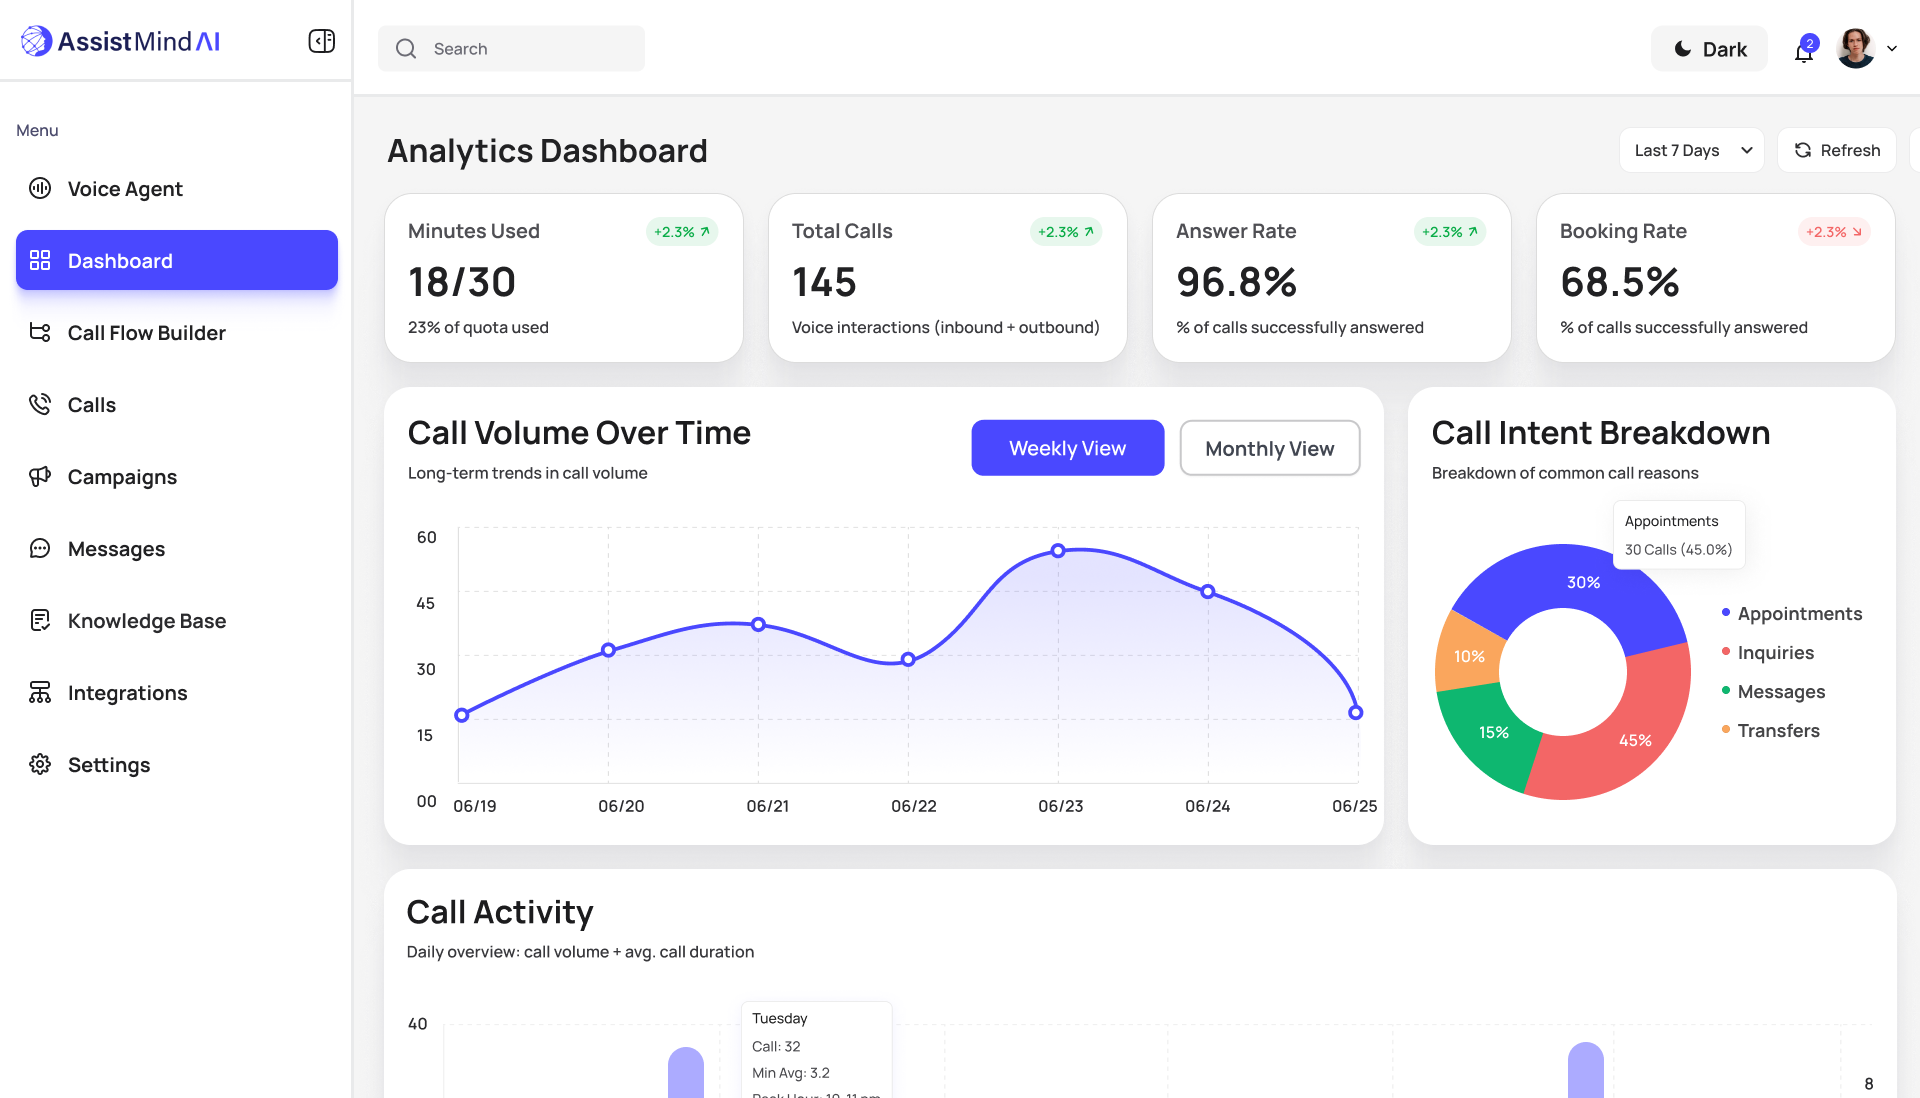 AssistMind AI
Search
Dark
2
Menu
Voice Agent
Dashboard
Call Flow Builder
Calls
Campaigns
Messages
Knowledge Base
Integrations
Settings
Analytics Dashboard
Last 7 Days
Refresh
Minutes Used
+2.3%
18/30
23% of quota used
Total Calls
+2.3%
145
Voice interactions (inbound + outbound)
Answer Rate
+2.3%
96.8%
% of calls successfully answered
Booking Rate
+2.3%
68.5%
% of calls successfully answered
Call Volume Over Time
Long-term trends in call volume
Weekly View
Monthly View
60
45
30
15
00
06/19
06/20
06/21
06/22
06/23
06/24
06/25
Call Intent Breakdown
Breakdown of common call reasons
Appointments
30 Calls (45.0%)
30%
10%
15%
45%
Appointments
Inquiries
Messages
Transfers
Call Activity
Daily overview: call volume + avg. call duration
40
Tuesday
Call: 32
Min Avg: 3.2
Peak Hour: 10-11 pm
8